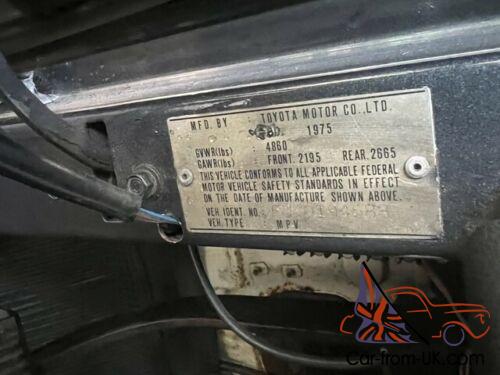 MFD. BY : TOYOTA MOTOR CO.,LTD.
1975
GVWR(lbs) : 4860
GAWR(lbs) : FRONT.2195 REAR.2665
THIS VEHICLE CONFORMS TO ALL APPLICABLE FEDERAL
MOTOR VEHICLE SAFETY STANDARDS IN EFFECT
ON THE DATE OF MANUFACTURE SHOWN ABOVE.
VEH IDENT. NO. :
VEH. TYPE : MPV
Car-from-UK.com